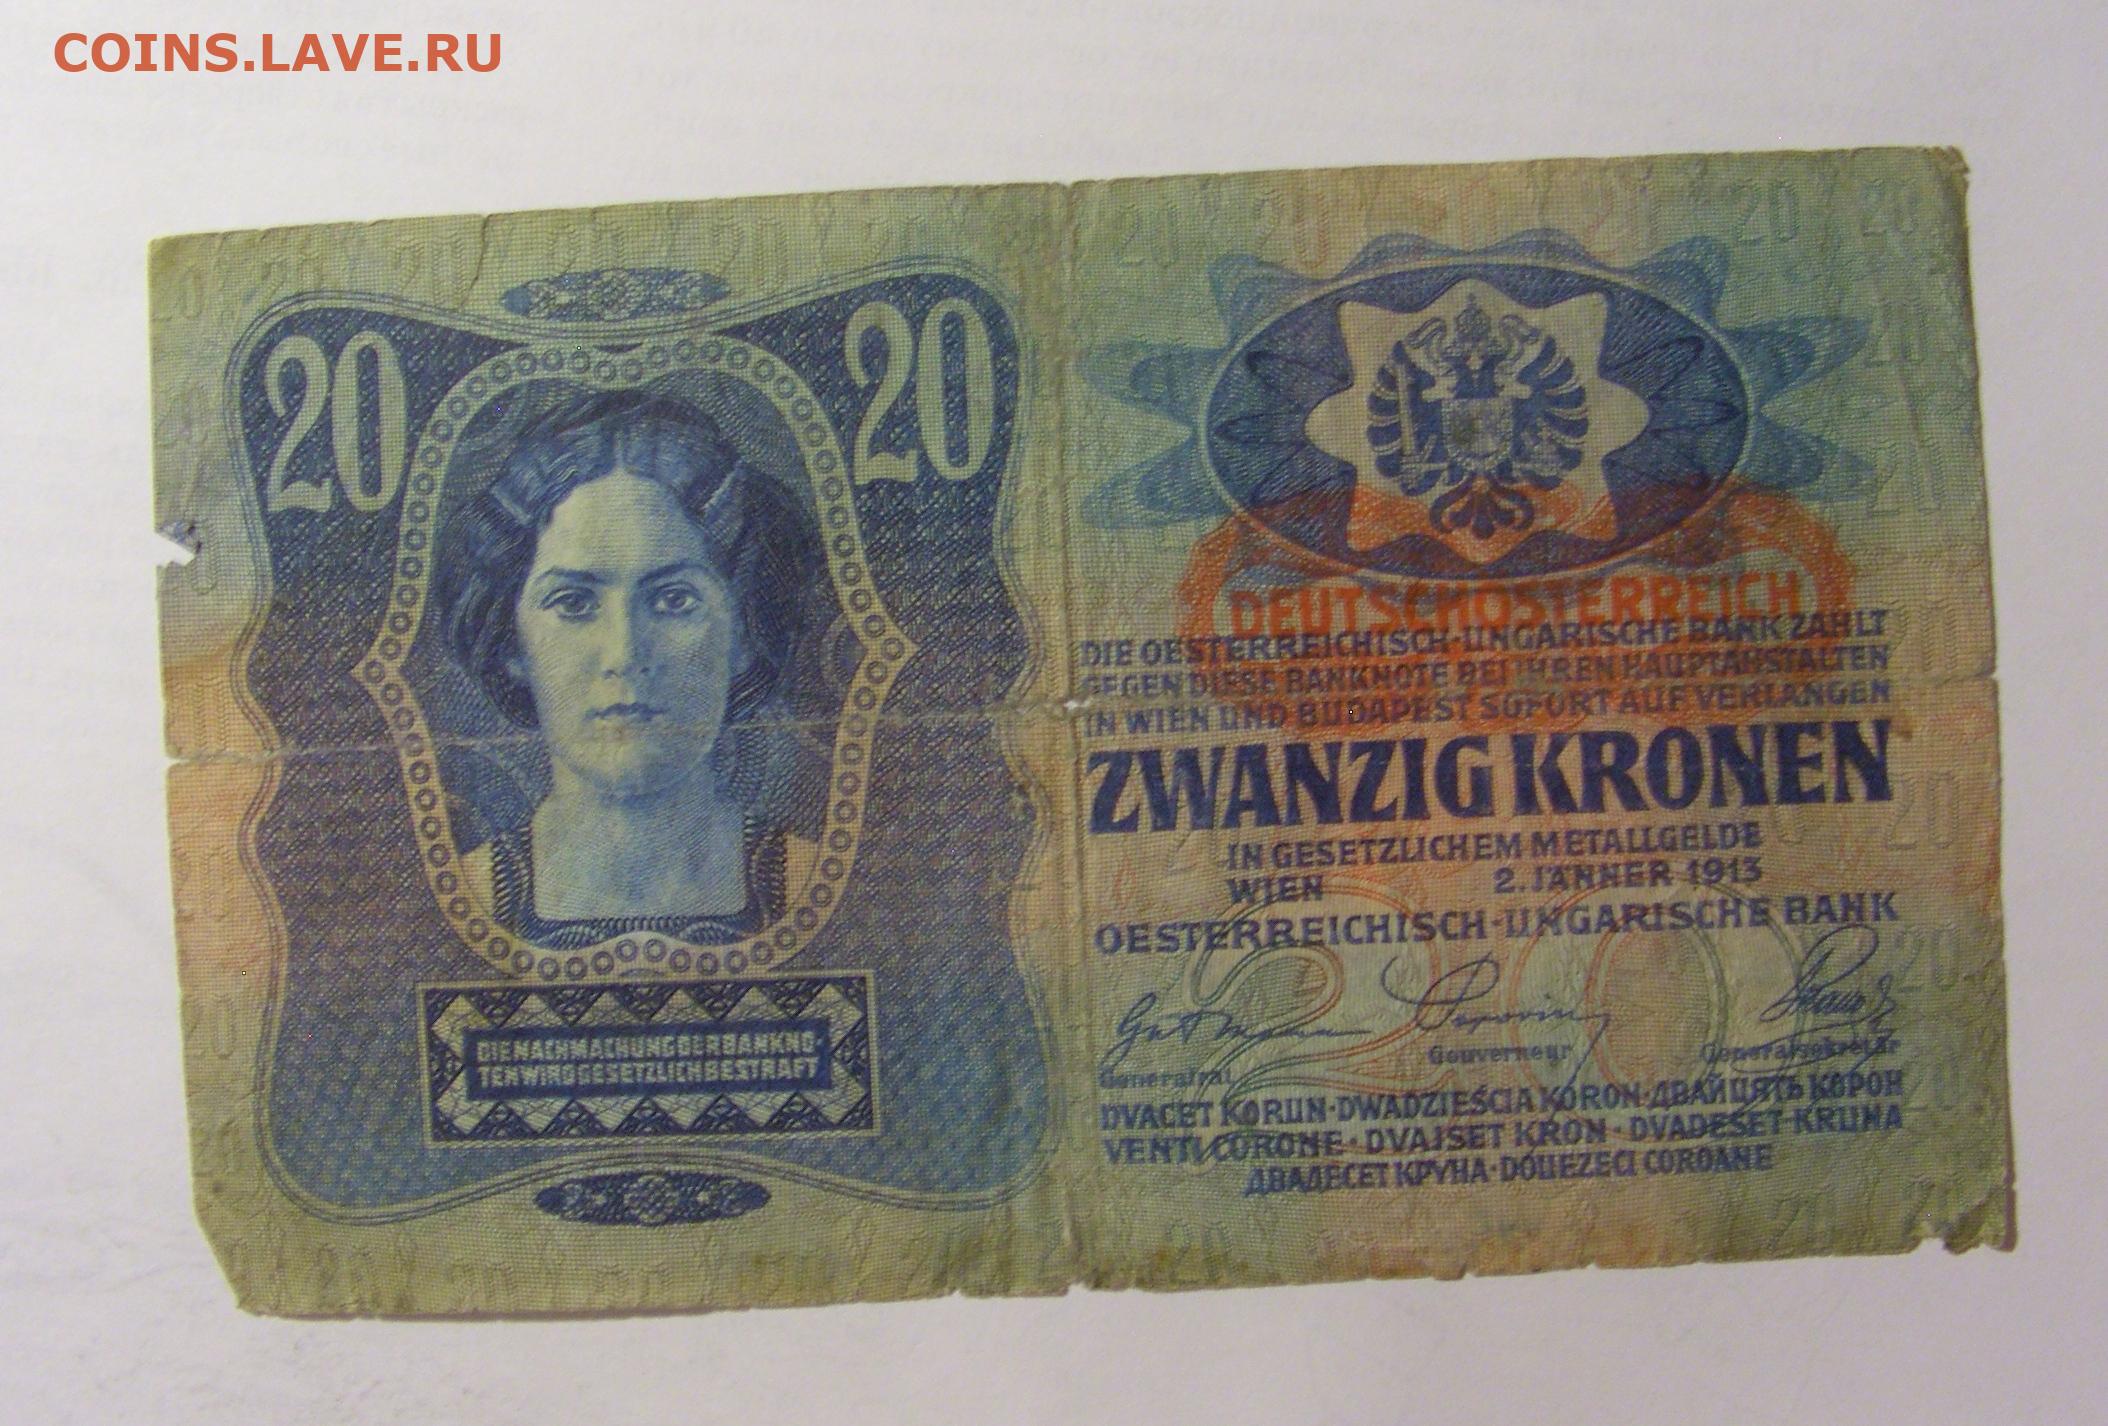 COINS.LAVE.RU
20 20
DIE NACHMACHUNG DER BANKNO-
TEN WIRD GESETZLICH BESTRAFT
DEUTSCHÖSTERREICH
DIE OESTERREICHISCH-UNGARISCHE BANK ZAHLT
GEGEN DIESE BANKNOTE BEI IHREN HAUPTANSTALTEN
IN WIEN UND BUDAPEST SOFORT AUF VERLANGEN
ZWANZIG KRONEN
IN GESETZLICHEM METALLGELDE
WIEN 2. JÄNNER 1913
OESTERREICHISCH-UNGARISCHE BANK
20
Generalrat Gouverneur Generalsekretär
DVACET KORUN · DWADZIEŚCIA KORON · ДВАЙЦЯТЬ КОРОН
VENTI CORONE · DVAJSET KRON · DVADESET KRUNA
ДВАДЕСЕТ КРУНА · DOUEZECI COROANE